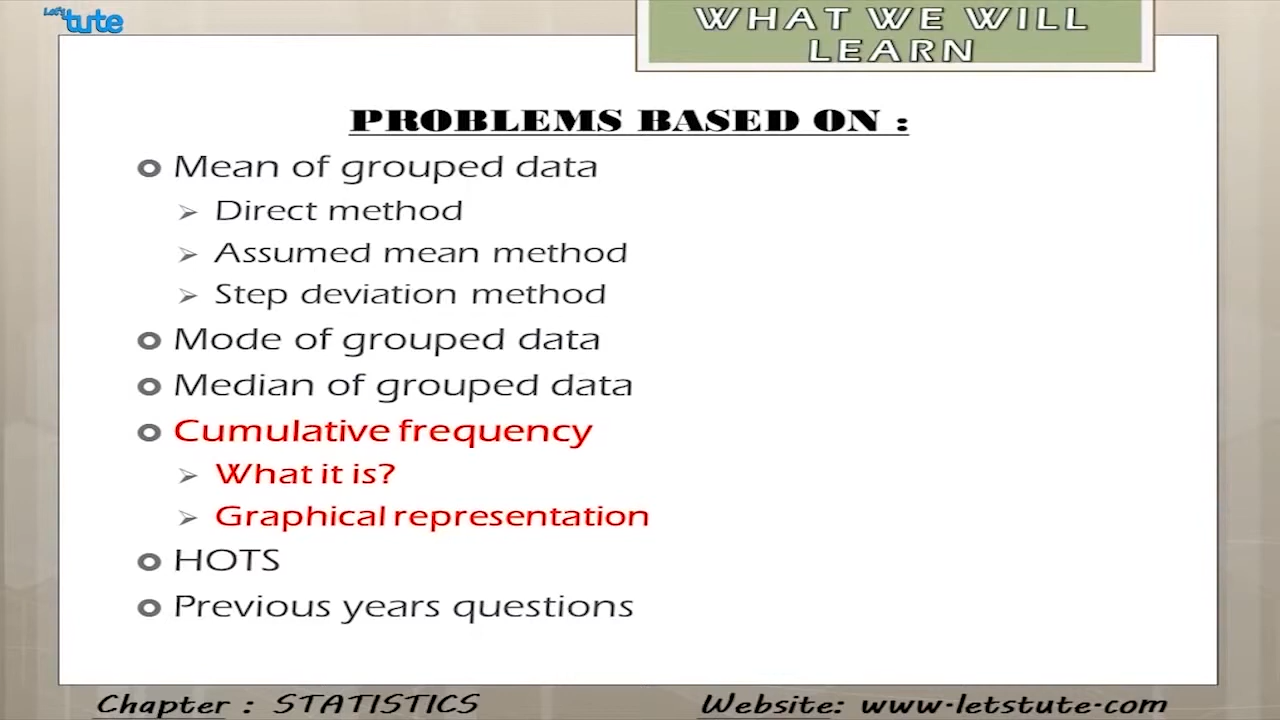 Let's tute
WHAT WE WILL
LEARN
PROBLEMS BASED ON :
Mean of grouped data
Direct method
Assumed mean method
Step deviation method
Mode of grouped data
Median of grouped data
Cumulative frequency
What it is?
Graphical representation
HOTS
Previous years questions
Chapter : STATISTICS
Website: www.letstute.com